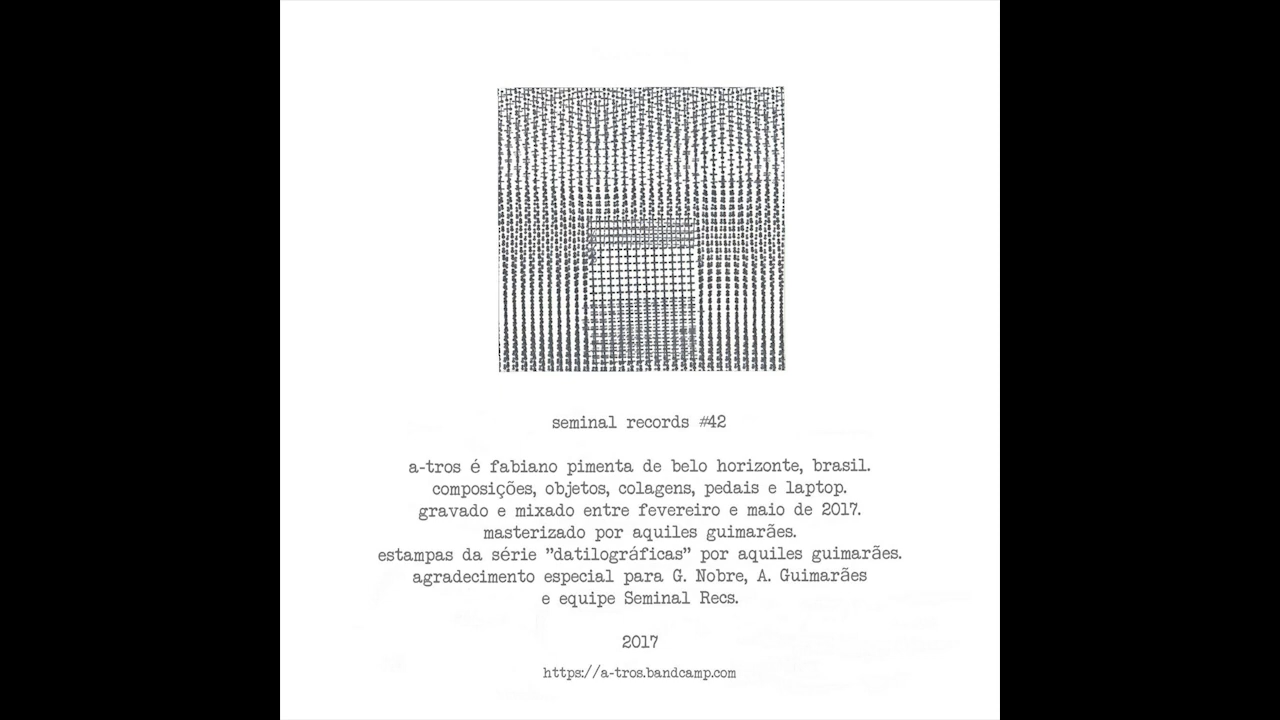 seminal records #42
a-tros é fabiano pimenta de belo horizonte, brasil.
composições, objetos, colagens, pedais e laptop.
gravado e mixado entre fevereiro e maio de 2017.
masterizado por aquiles guimarães.
estampas da série "datilográficas" por aquiles guimarães.
agradecimento especial para G. Nobre, A. Guimarães
e equipe Seminal Recs.
2017
https://a-tros.bandcamp.com